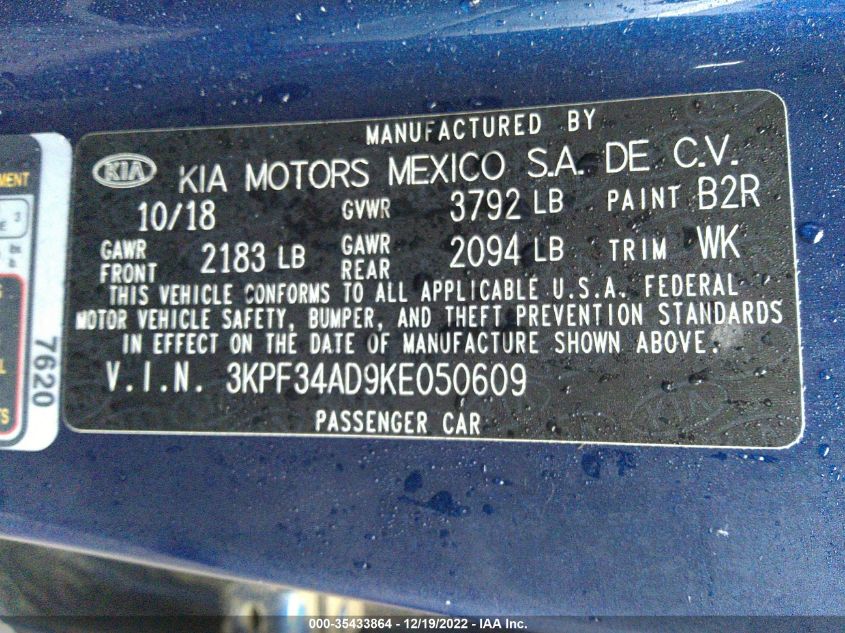 MANUFACTURED BY
KIA KIA MOTORS MEXICO S.A. DE C.V.
10/18 GVWR 3792 LB PAINT B2R
GAWR FRONT 2183 LB GAWR REAR 2094 LB TRIM WK
THIS VEHICLE CONFORMS TO ALL APPLICABLE U.S.A. FEDERAL
MOTOR VEHICLE SAFETY, BUMPER, AND THEFT PREVENTION STANDARDS
IN EFFECT ON THE DATE OF MANUFACTURE SHOWN ABOVE.
V.I.N. 3KPF34AD9KE050609
PASSENGER CAR
KIA
7620
3
000-35433864 / 12/19/2022 - IAA Inc.